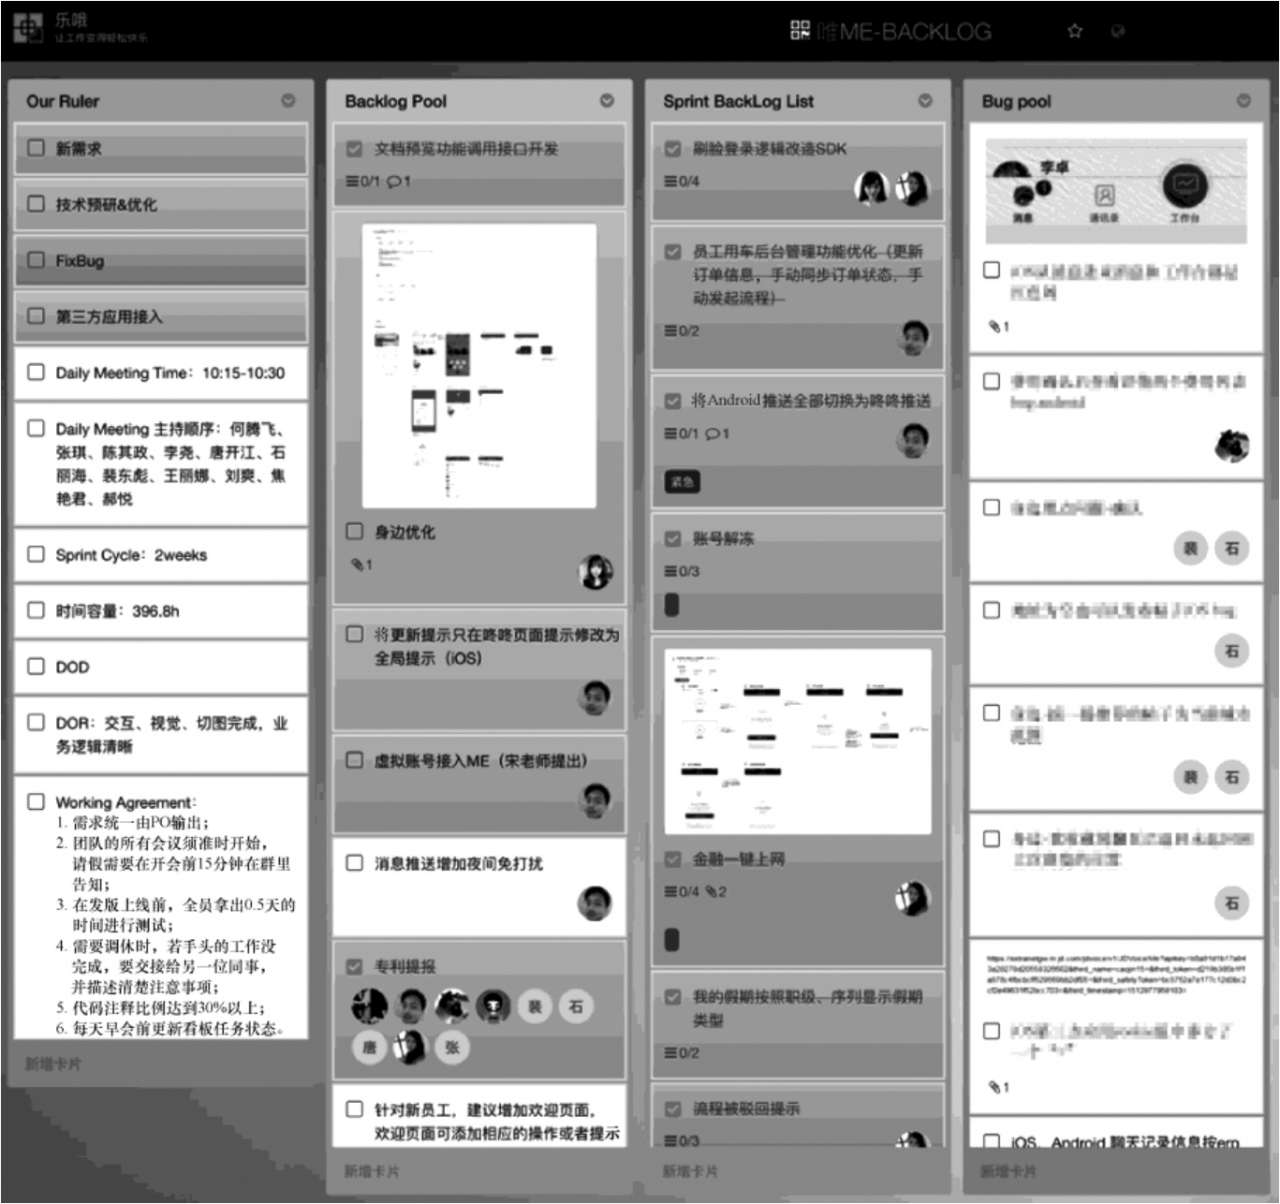 乐哦
让工作变得轻松快乐
唯ME-BACKLOG
Our Ruler
新需求
技术预研&优化
FixBug
第三方应用接入
Daily Meeting Time：10:15-10:30
Daily Meeting 主持顺序：何腾飞、
张琪、陈其政、李尧、唐开江、石
丽海、裴东彪、王丽娜、刘爽、焦
艳君、郝悦
Sprint Cycle：2weeks
时间容量：396.8h
DOD
DOR：交互、视觉、切图完成，业
务逻辑清晰
Working Agreement：
1. 需求统一由PO输出；
2. 团队的所有会议须准时开始，
请假需要在开会前15分钟在群里
告知；
3. 在发版上线前，全员拿出0.5天的
时间进行测试；
4. 需要调休时，若手头的工作没
完成，要交接给另一位同事，
并描述清楚注意事项；
5. 代码注释比例达到30%以上；
6. 每天早会前更新看板任务状态。
新增卡片
Backlog Pool
文档预览功能调用接口开发
0/1 1
身边优化
1
将更新提示只在咚咚页面提示修改为
全局提示（iOS）
虚拟账号接入ME（宋老师提出）
消息推送增加夜间免打扰
专利提报
裴 石
唐 张
针对新员工，建议增加欢迎页面，
欢迎页面可添加相应的操作或者提示
新增卡片
Sprint BackLog List
刷脸登录逻辑改造SDK
0/4
员工用车后台管理功能优化（更新
订单信息，手动同步订单状态、手
动发起流程）
0/2
将Android推送全部切换为咚咚推送
0/1 1
紧急
账号解冻
0/3
金融一键上网
0/4 2
我的假期按照职级、序列显示假期
类型
0/2
流程被驳回提示
0/3
新增卡片
Bug pool
李卓
消息 通讯录 工作台
1
裴 石
石
裴 石
石
1
iOS、Android 聊天记录信息按erp
新增卡片